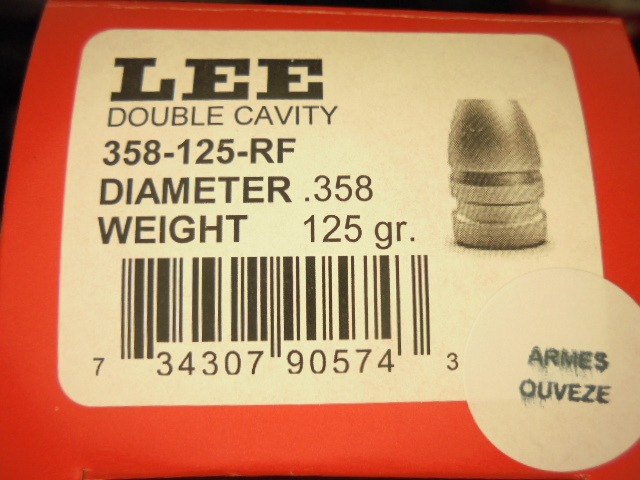 LEE
DOUBLE CAVITY
358-125-RF
DIAMETER .358
WEIGHT 125 gr.
7 34307 90574 3
ARMES
OUVEZE